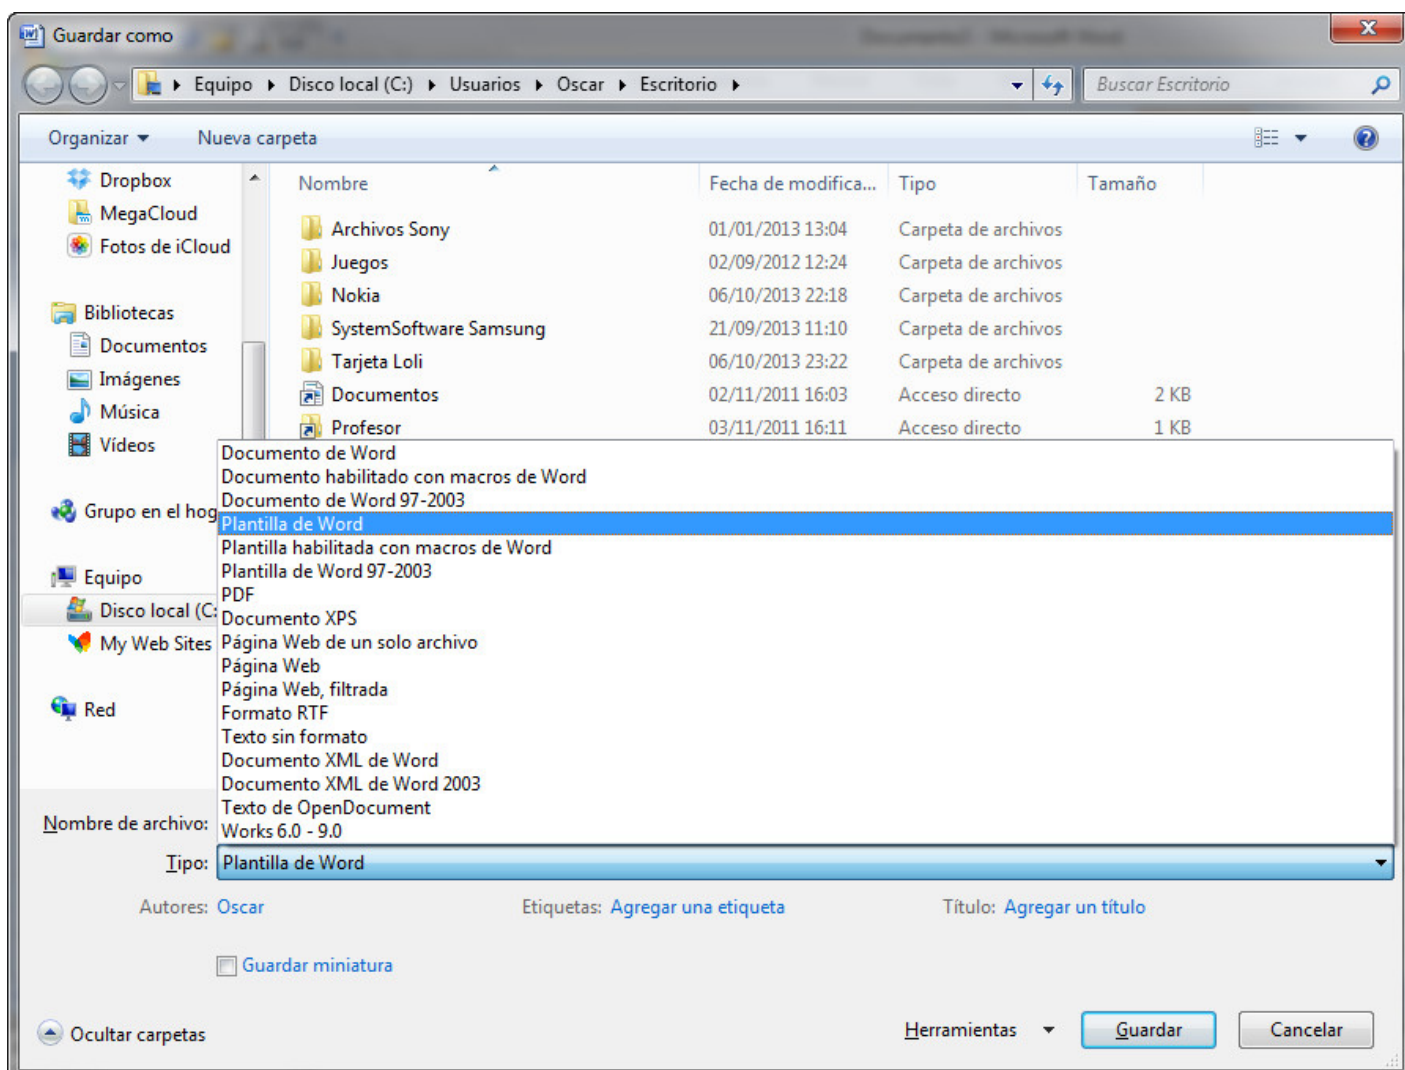 Guardar como
Equipo Disco local (C:) Usuarios Oscar Escritorio Buscar Escritorio
Organizar Nueva carpeta
Dropbox
MegaCloud
Fotos de iCloud
Bibliotecas
Documentos
Imágenes
Música
Vídeos
Grupo en el hog
Equipo
Disco local (C:
My Web Sites
Red
Nombre Fecha de modifica... Tipo Tamaño
Archivos Sony 01/01/2013 13:04 Carpeta de archivos
Juegos 02/09/2012 12:24 Carpeta de archivos
Nokia 06/10/2013 22:18 Carpeta de archivos
SystemSoftware Samsung 21/09/2013 11:10 Carpeta de archivos
Tarjeta Loli 06/10/2013 23:22 Carpeta de archivos
Documentos 02/11/2011 16:03 Acceso directo 2 KB
Profesor 03/11/2011 16:11 Acceso directo 1 KB
Documento de Word
Documento habilitado con macros de Word
Documento de Word 97-2003
Plantilla de Word
Plantilla habilitada con macros de Word
Plantilla de Word 97-2003
PDF
Documento XPS
Página Web de un solo archivo
Página Web
Página Web, filtrada
Formato RTF
Texto sin formato
Documento XML de Word
Documento XML de Word 2003
Texto de OpenDocument
Works 6.0 - 9.0
Nombre de archivo:
Tipo: Plantilla de Word
Autores: Oscar Etiquetas: Agregar una etiqueta Título: Agregar un título
Guardar miniatura
Ocultar carpetas Herramientas Guardar Cancelar